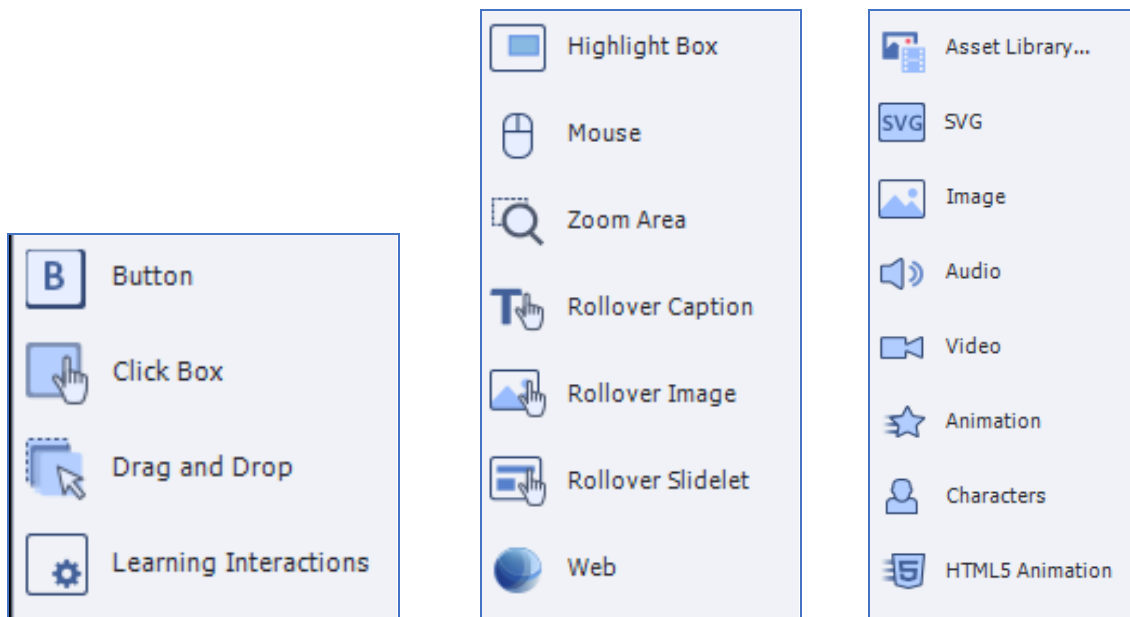 B Button
Click Box
Drag and Drop
Learning Interactions
Highlight Box
Mouse
Zoom Area
T Rollover Caption
Rollover Image
Rollover Slidelet
Web
Asset Library...
SVG SVG
Image
Audio
Video
Animation
Characters
5 HTML5 Animation